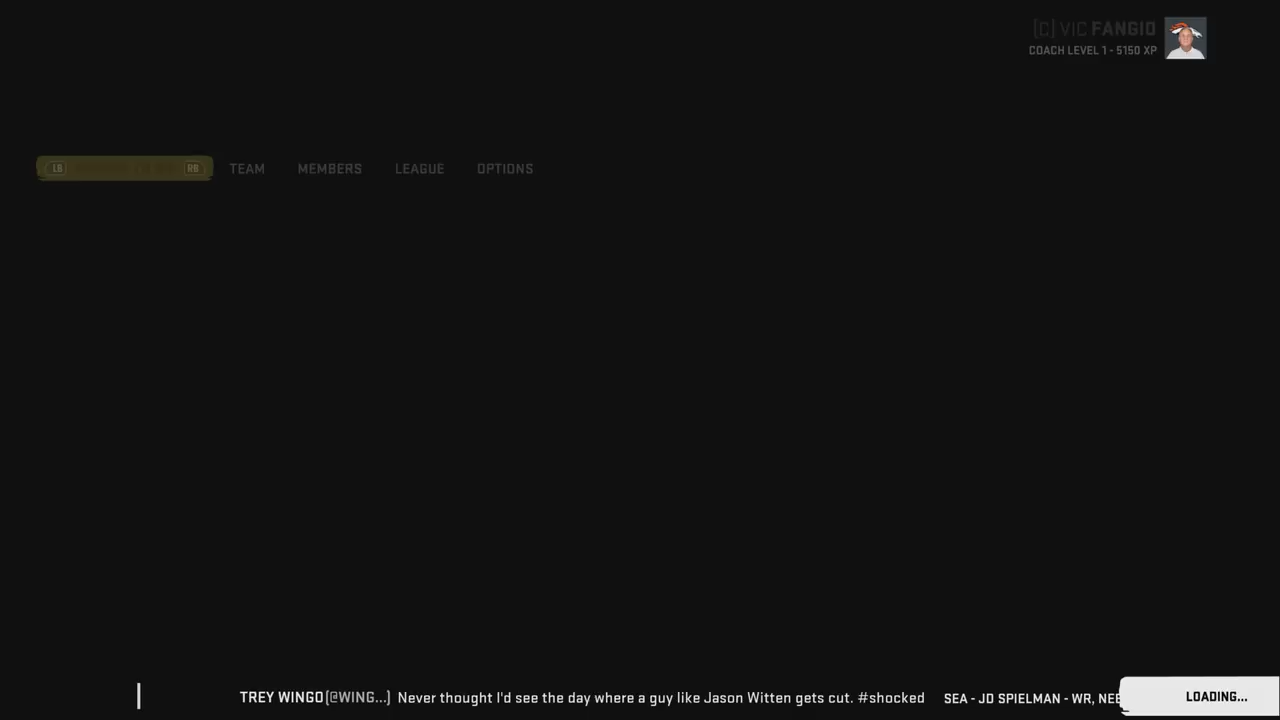 [C] VIC FANGIO
COACH LEVEL 1 - 5150 XP
LB RB TEAM MEMBERS LEAGUE OPTIONS
TREY WINGO (@WING...) Never thought I'd see the day where a guy like Jason Witten gets cut. #shocked SEA - JD SPIELMAN - WR, NEB
LOADING...